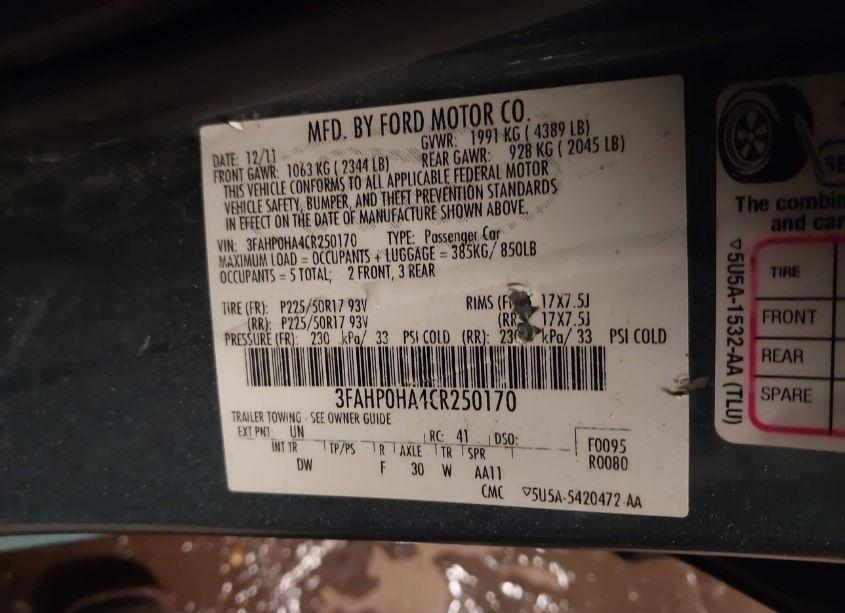 MFD. BY FORD MOTOR CO.
DATE: 12/11 GVWR: 1991 KG ( 4389 LB)
FRONT GAWR: 1063 KG ( 2344 LB) REAR GAWR: 928 KG ( 2045 LB)
THIS VEHICLE CONFORMS TO ALL APPLICABLE FEDERAL MOTOR
VEHICLE SAFETY, BUMPER, AND THEFT PREVENTION STANDARDS
IN EFFECT ON THE DATE OF MANUFACTURE SHOWN ABOVE.
VIN: 3FAHP0HA4CR250170 TYPE: Passenger Car
MAXIMUM LOAD = OCCUPANTS + LUGGAGE = 385KG/ 850LB
OCCUPANTS = 5 TOTAL; 2 FRONT, 3 REAR
TIRE (FR): P225/50R17 93V RIMS 17X7.5J
(RR): P225/50R17 93V (RR 17X7.5J
PRESSURE (FR): 230 kPa/ 33 PSI COLD (RR): kPa/ 33 PSI COLD
3FAHP0HA4CR250170
TRAILER TOWING - SEE OWNER GUIDE
EXT PNT: UN RC: 41 DSO: F0095
INT TR TP/PS R AXLE TR SPR R0080
DW F 30 W AA11
CMC ▽5U5A-5420472-AA
▽5U5A-1532-AA (TLU)
The
and
TIRE
FRONT
REAR
SPARE